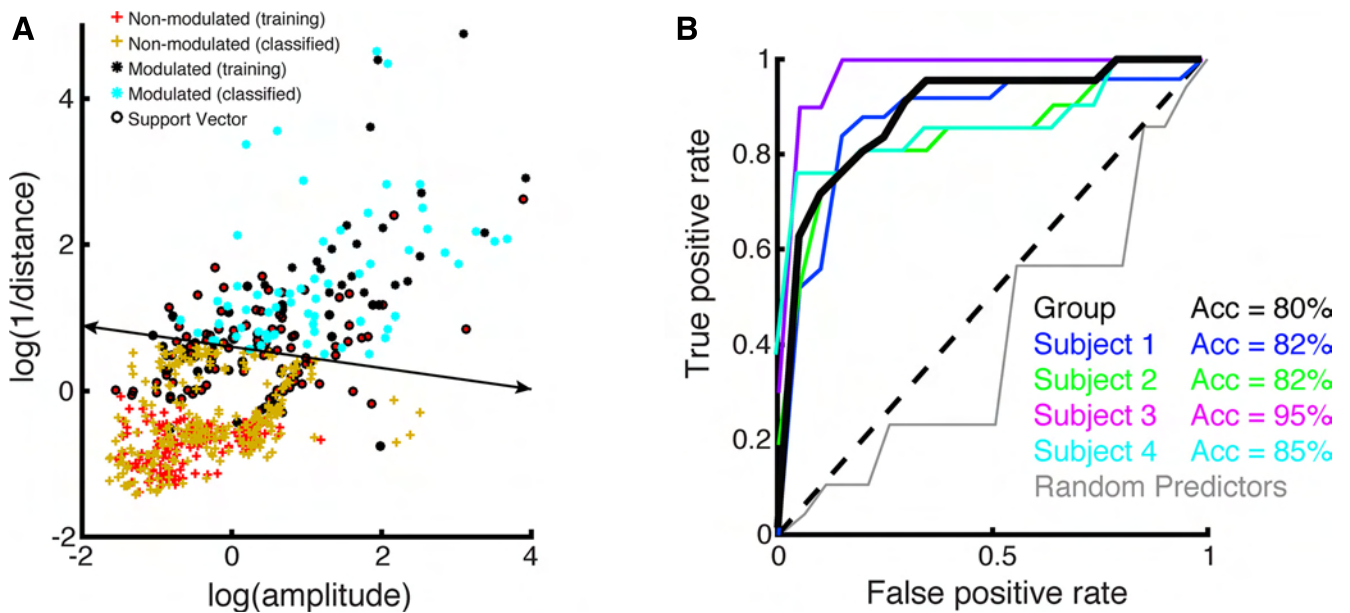 A
Non-modulated (training)
Non-modulated (classified)
Modulated (training)
Modulated (classified)
Support Vector
4
2
0
-2
-2
0
2
4
log(1/distance)
log(amplitude)
B
1
0.8
0.6
0.4
0.2
0
0
0.5
1
True positive rate
False positive rate
Group Acc = 80%
Subject 1 Acc = 82%
Subject 2 Acc = 82%
Subject 3 Acc = 95%
Subject 4 Acc = 85%
Random Predictors